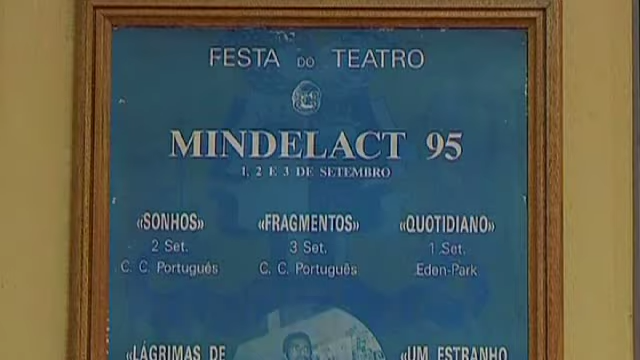 FESTA DO TEATRO
MINDELACT 95
1, 2 E 3 DE SETEMBRO
«SONHOS» «FRAGMENTOS» «QUOTIDIANO»
2 Set. 3 Set. 1 Set.
C. C. Português C. C. Português Eden-Park
«LÁGRIMAS DE «UM ESTRANHO